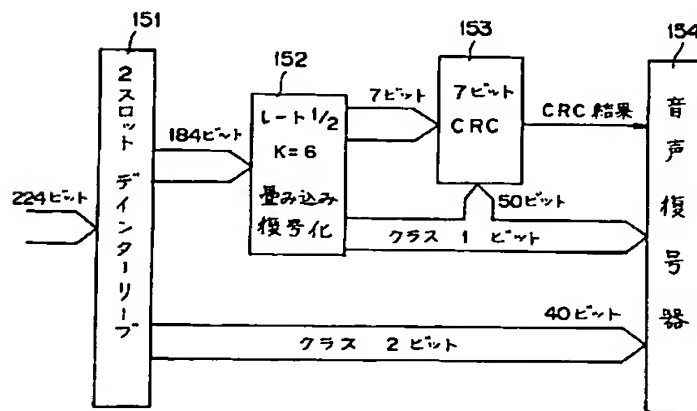 151
152
153
154
2スロット デインターリーブ
224ビット
184ビット
レート 1/2
K=6
畳み込み
復号化
7ビット
7ビット
CRC
CRC 結果
50ビット
クラス 1 ビット
40ビット
クラス 2 ビット
音声復号器